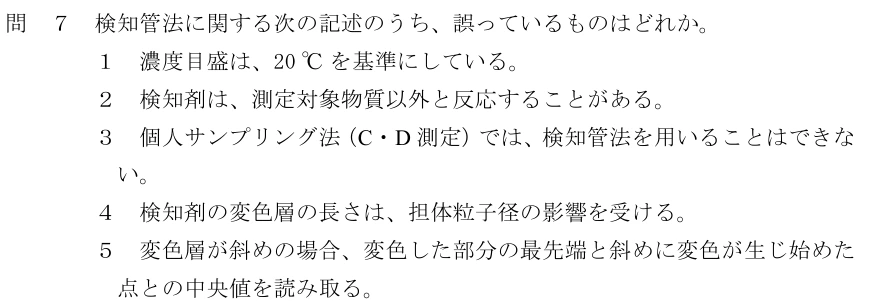 問 7 検知管法に関する次の記述のうち、誤っているものはどれか。
1 濃度目盛は、20 ℃ を基準にしている。
2 検知剤は、測定対象物質以外と反応することがある。
3 個人サンプリング法（C・D 測定）では、検知管法を用いることはできな
い。
4 検知剤の変色層の長さは、担体粒子径の影響を受ける。
5 変色層が斜めの場合、変色した部分の最先端と斜めに変色が生じ始めた
点との中央値を読み取る。